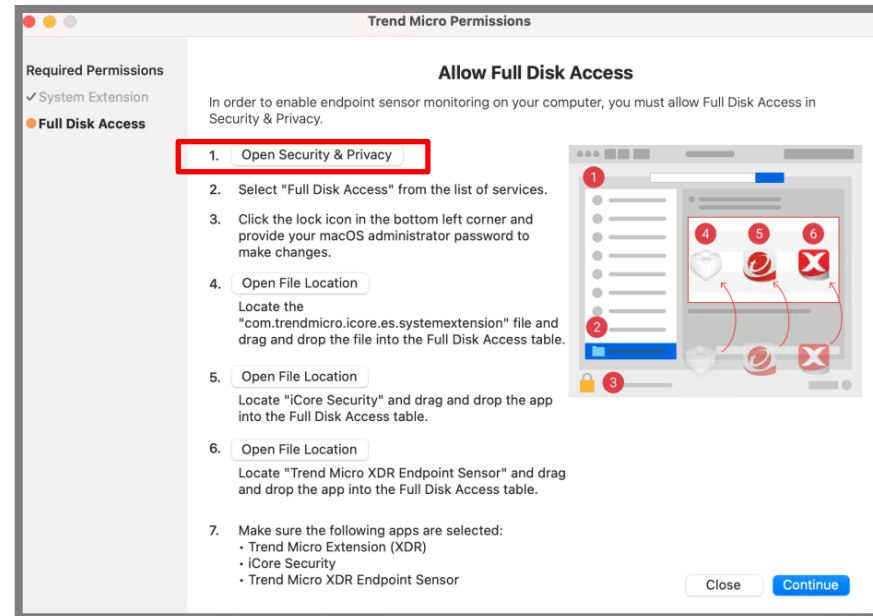 Trend Micro Permissions
Required Permissions
✓ System Extension
Full Disk Access
Allow Full Disk Access
In order to enable endpoint sensor monitoring on your computer, you must allow Full Disk Access in
Security & Privacy.
1. Open Security & Privacy
2. Select "Full Disk Access" from the list of services.
3. Click the lock icon in the bottom left corner and
provide your macOS administrator password to
make changes.
4. Open File Location
Locate the
"com.trendmicro.icore.es.systemextension" file and
drag and drop the file into the Full Disk Access table.
5. Open File Location
Locate "iCore Security" and drag and drop the app
into the Full Disk Access table.
6. Open File Location
Locate "Trend Micro XDR Endpoint Sensor" and drag
and drop the app into the Full Disk Access table.
7. Make sure the following apps are selected:
• Trend Micro Extension (XDR)
• iCore Security
• Trend Micro XDR Endpoint Sensor
1
4 5 6
2
3
Close Continue